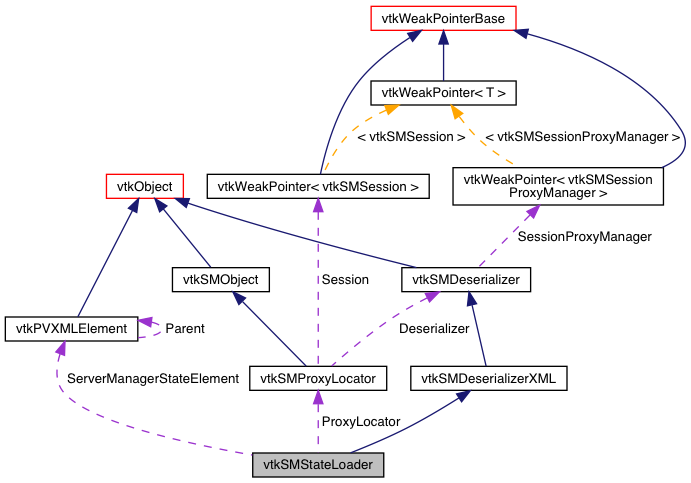 vtkWeakPointerBase
vtkWeakPointer< T >
< vtkSMSession >
< vtkSMSessionProxyManager >
vtkObject
vtkWeakPointer< vtkSMSession >
vtkWeakPointer< vtkSMSession
ProxyManager >
SessionProxyManager
vtkSMObject
Session
vtkSMDeserializer
vtkPVXMLElement
Parent
Deserializer
ServerManagerStateElement
vtkSMProxyLocator
vtkSMDeserializerXML
ProxyLocator
vtkSMStateLoader